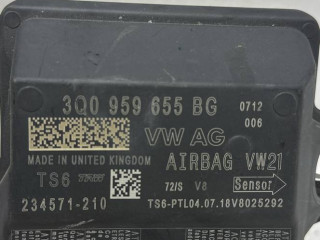 3Q0 959 655 BG 0712
006
VW AG
MADE IN UNITED KINGDOM
AIRBAG VW21
TS6 TRW
72/S V8 Sensor
234571-210
TS6-PTL04.07.18V8025292